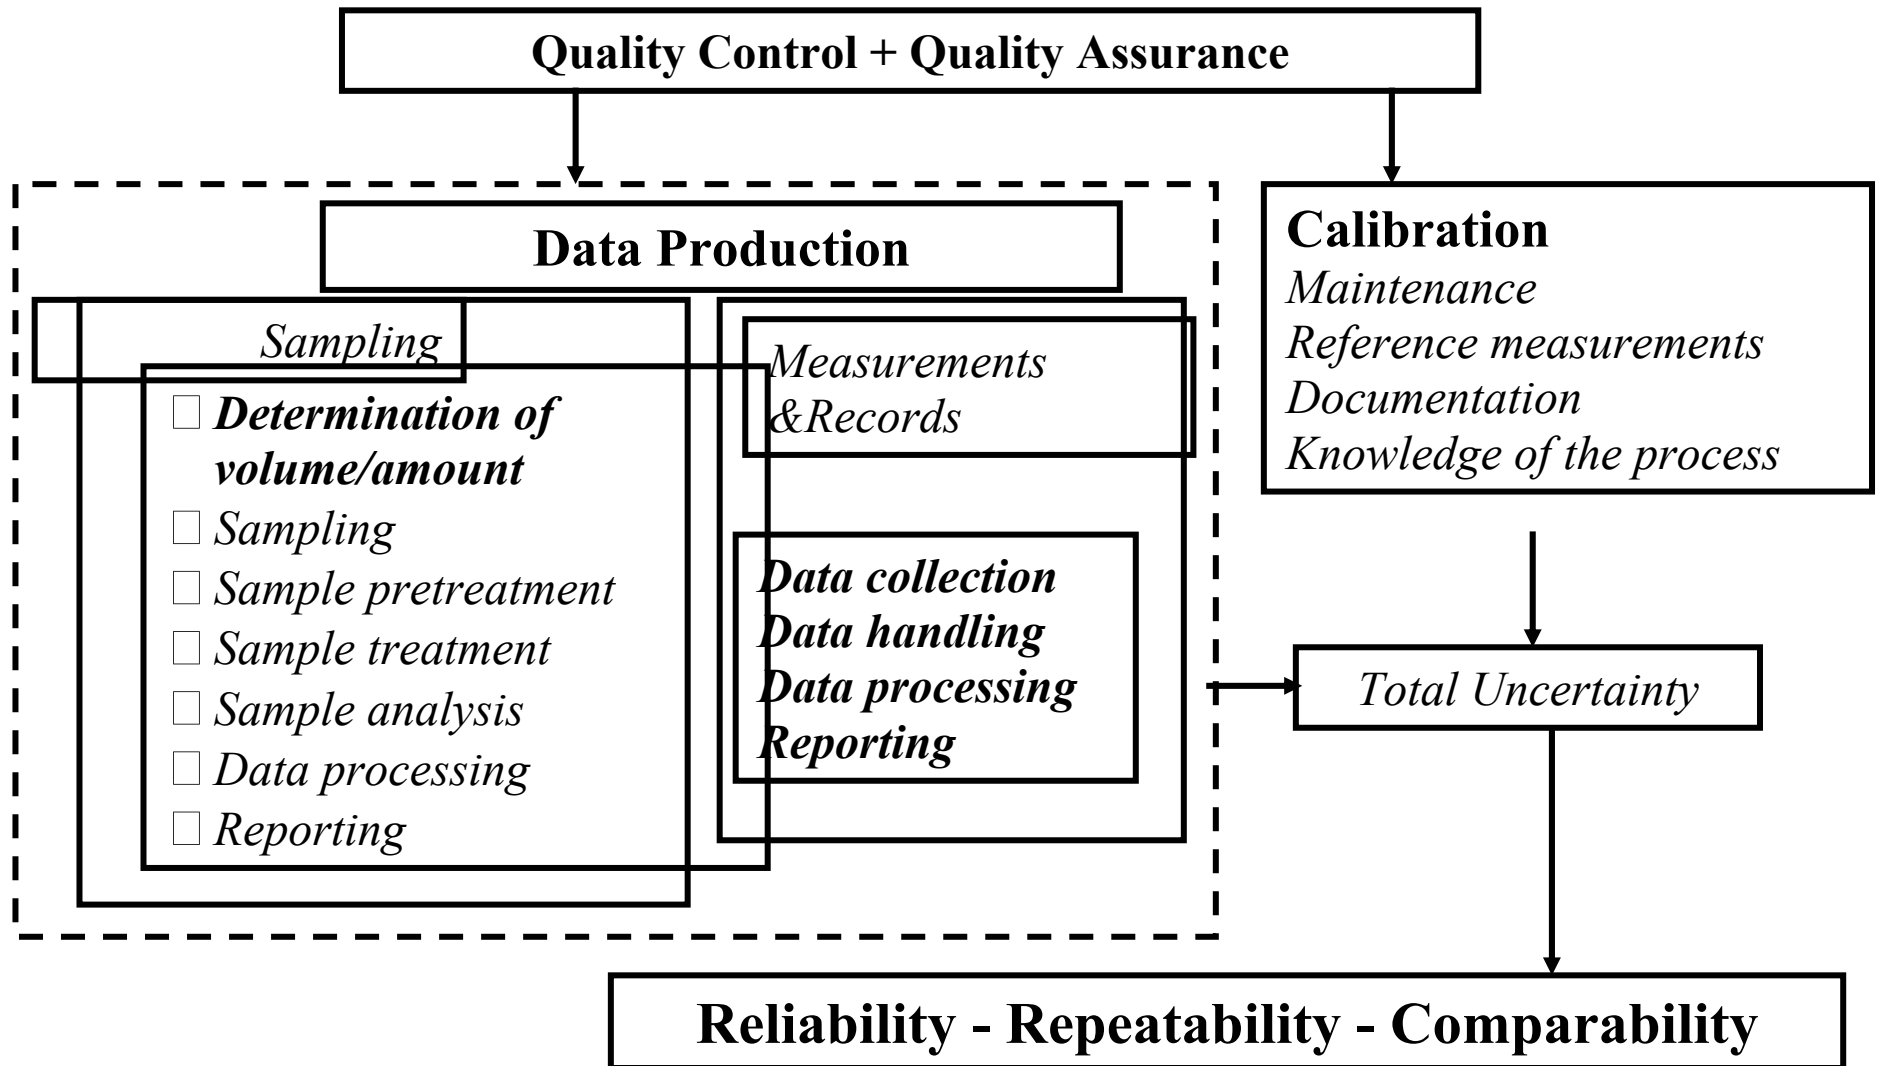 Quality Control + Quality Assurance
Data Production
Sampling
Determination of
volume/amount
Sampling
Sample pretreatment
Sample treatment
Sample analysis
Data processing
Reporting
Measurements
&Records
Data collection
Data handling
Data processing
Reporting
Calibration
Maintenance
Reference measurements
Documentation
Knowledge of the process
Total Uncertainty
Reliability - Repeatability - Comparability